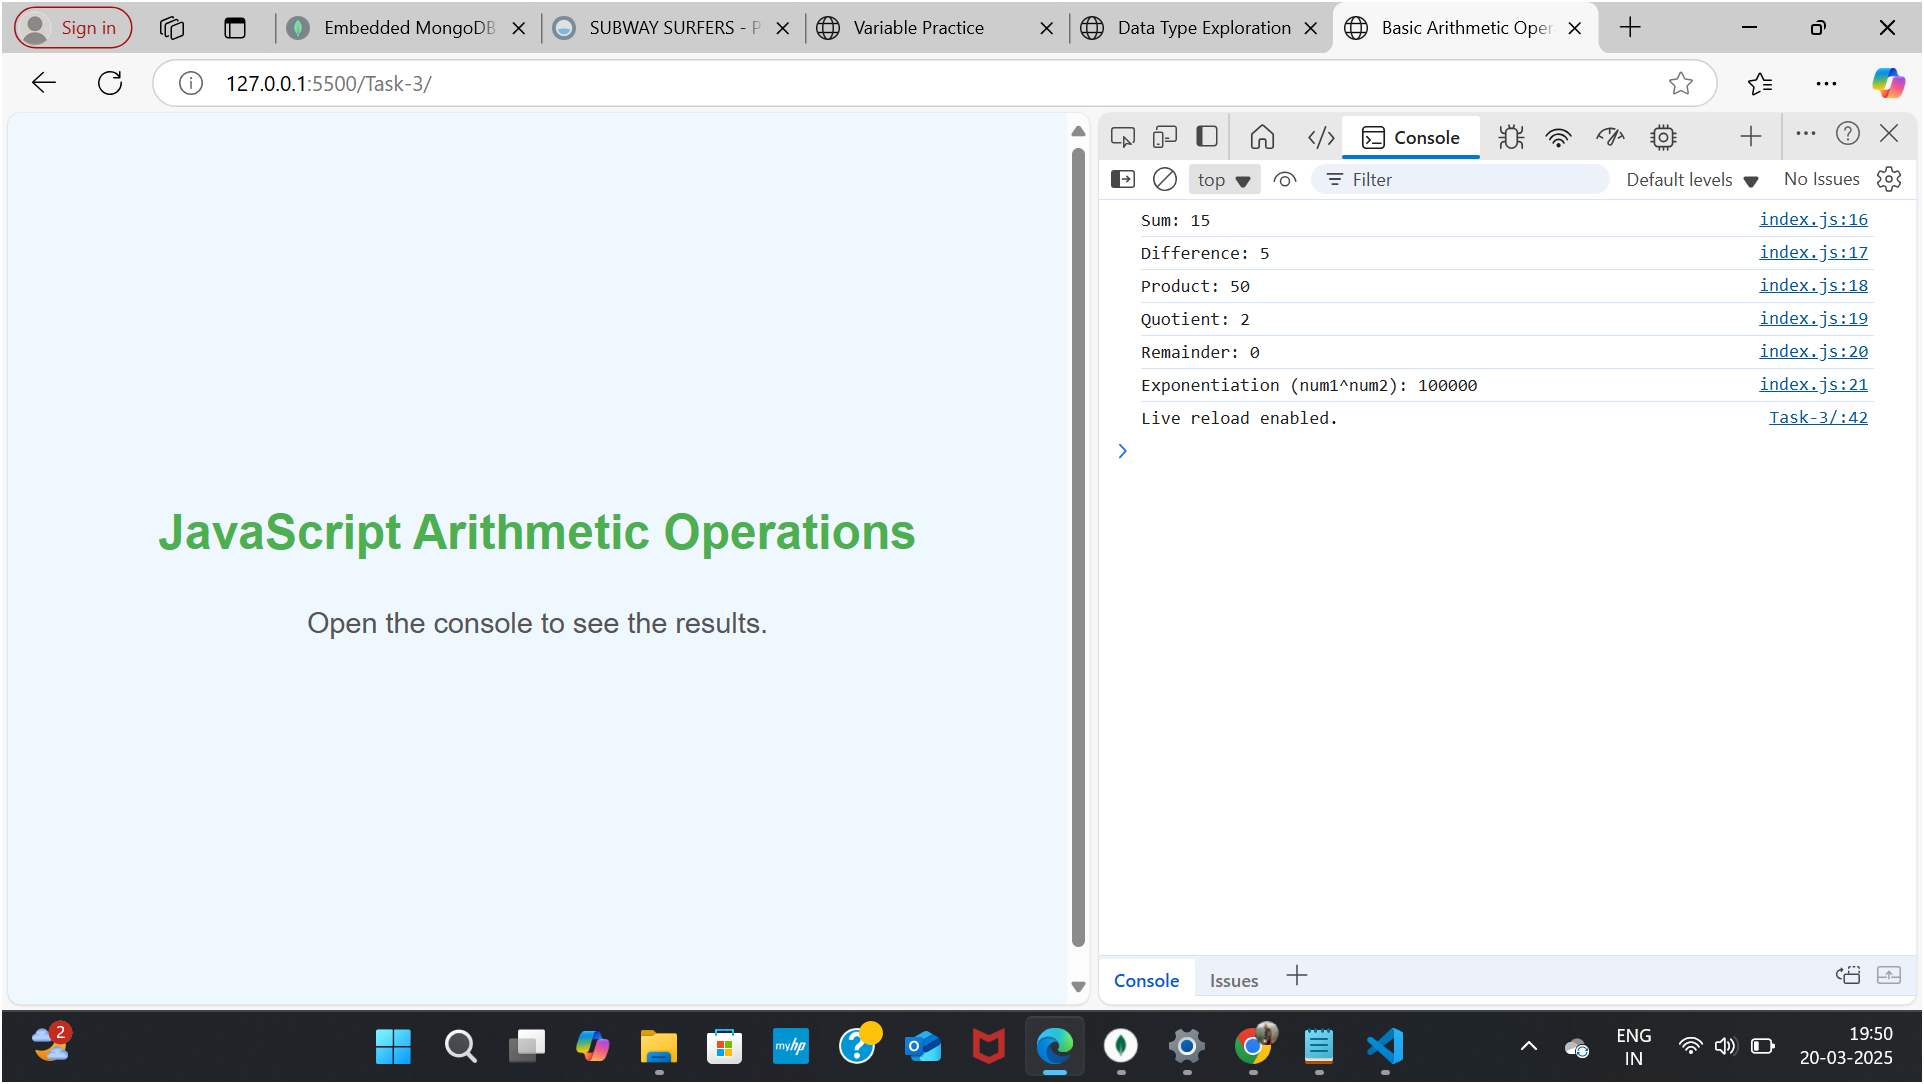 Sign in
Embedded MongoDB
SUBWAY SURFERS - P
Variable Practice
Data Type Exploration
Basic Arithmetic Oper
127.0.0.1:5500/Task-3/
Console
top
Filter
Default levels
No Issues
Sum: 15 index.js:16
Difference: 5 index.js:17
Product: 50 index.js:18
Quotient: 2 index.js:19
Remainder: 0 index.js:20
Exponentiation (num1^num2): 100000 index.js:21
Live reload enabled. Task-3/:42
JavaScript Arithmetic Operations
Open the console to see the results.
Console
Issues
2
myhp
ENG
IN
19:50
20-03-2025